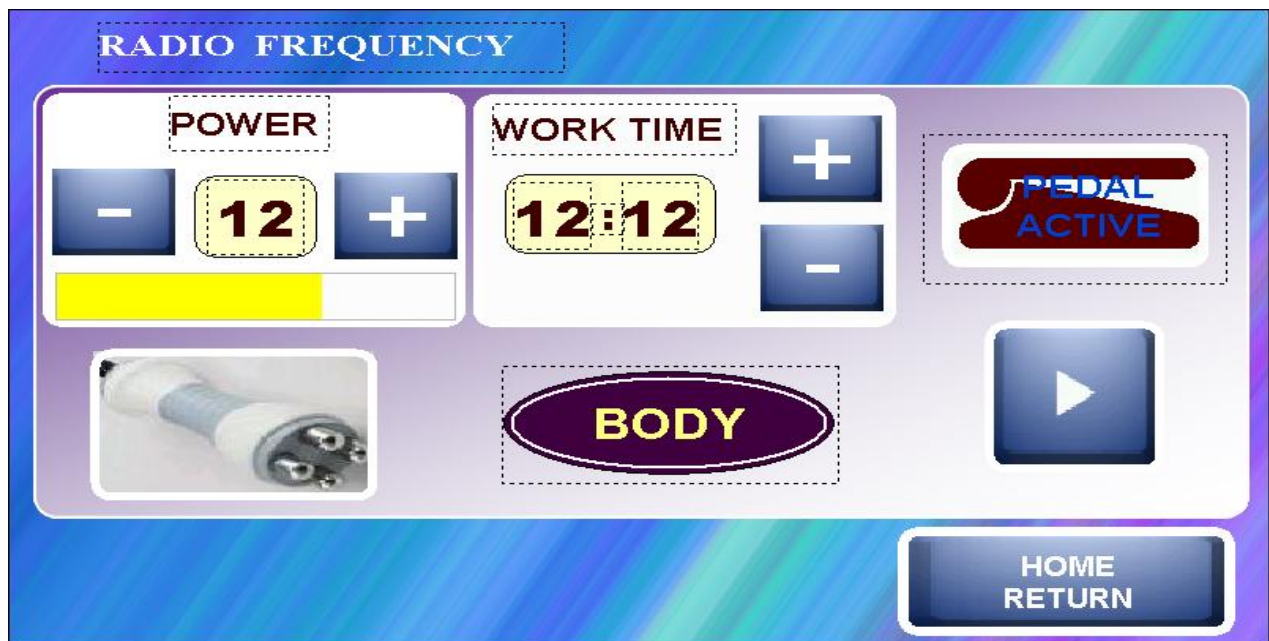 RADIO FREQUENCY
POWER
- 12 +
WORK TIME
12:12
+
-
PEDAL
ACTIVE
BODY
HOME
RETURN